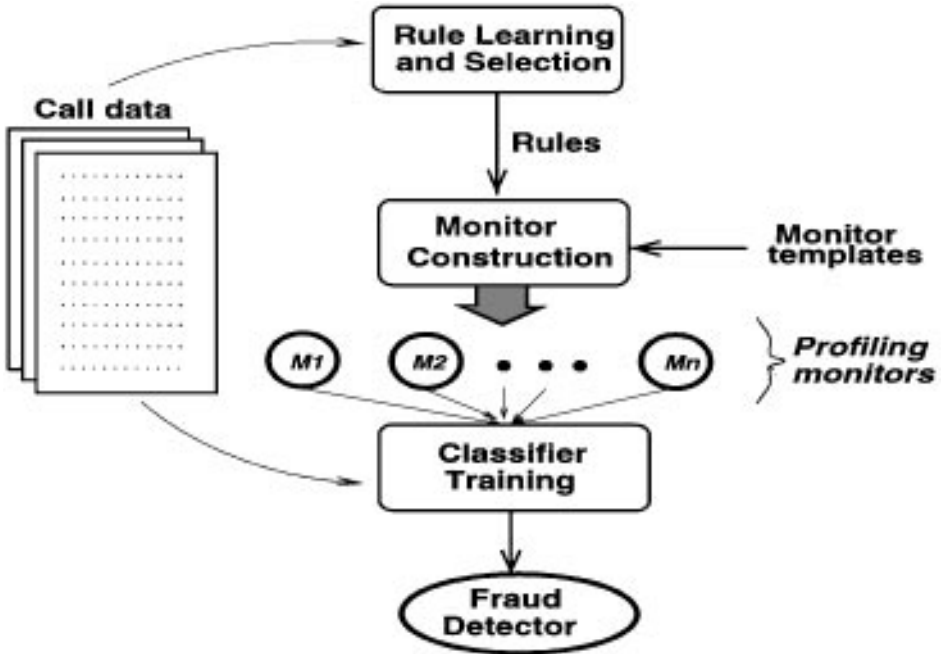 Rule Learning
and Selection
Call data
Rules
Monitor
Construction
Monitor
templates
M1
M2
Mn
Profiling
monitors
Classifier
Training
Fraud
Detector